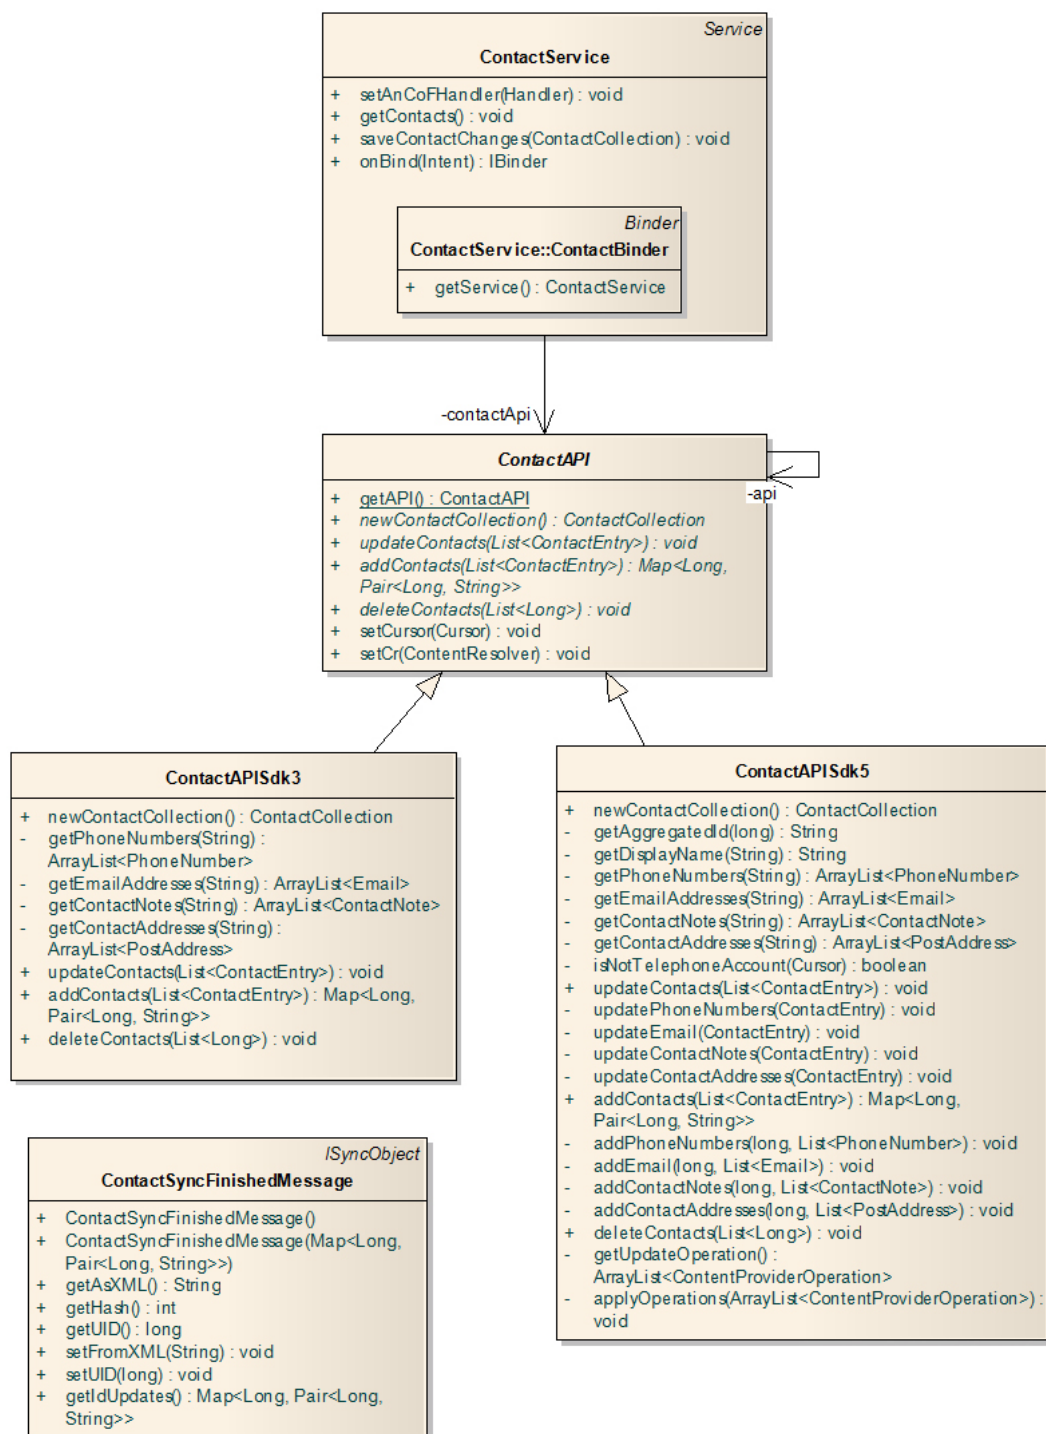 Service
ContactService
+ setAnCoFHandler(Handler) : void
+ getContacts() : void
+ saveContactChanges(ContactCollection) : void
+ onBind(Intent) : IBinder
Binder
ContactService::ContactBinder
+ getService() : ContactService
-contactApi
ContactAPI
-api
+ getAPI() : ContactAPI
+ newContactCollection() : ContactCollection
+ updateContacts(List<ContactEntry>) : void
+ addContacts(List<ContactEntry>) : Map<Long,
Pair<Long, String>>
+ deleteContacts(List<Long>) : void
+ setCursor(Cursor) : void
+ setCr(ContentResolver) : void
ContactAPISdk3
+ newContactCollection() : ContactCollection
- getPhoneNumbers(String) :
ArrayList<PhoneNumber>
- getEmailAddresses(String) : ArrayList<Email>
- getContactNotes(String) : ArrayList<ContactNote>
- getContactAddresses(String) :
ArrayList<PostAddress>
+ updateContacts(List<ContactEntry>) : void
+ addContacts(List<ContactEntry>) : Map<Long,
Pair<Long, String>>
+ deleteContacts(List<Long>) : void
ContactAPISdk5
+ newContactCollection() : ContactCollection
- getAggregatedId(long) : String
- getDisplayName(String) : String
- getPhoneNumbers(String) : ArrayList<PhoneNumber>
- getEmailAddresses(String) : ArrayList<Email>
- getContactNotes(String) : ArrayList<ContactNote>
- getContactAddresses(String) : ArrayList<PostAddress>
- isNotTelephoneAccount(Cursor) : boolean
+ updateContacts(List<ContactEntry>) : void
- updatePhoneNumbers(ContactEntry) : void
- updateEmail(ContactEntry) : void
- updateContactNotes(ContactEntry) : void
- updateContactAddresses(ContactEntry) : void
+ addContacts(List<ContactEntry>) : Map<Long,
Pair<Long, String>>
- addPhoneNumbers(long, List<PhoneNumber>) : void
- addEmail(long, List<Email>) : void
- addContactNotes(long, List<ContactNote>) : void
- addContactAddresses(long, List<PostAddress>) : void
+ deleteContacts(List<Long>) : void
- getUpdateOperation() :
ArrayList<ContentProviderOperation>
- applyOperations(ArrayList<ContentProviderOperation>) :
void
ISyncObject
ContactSyncFinishedMessage
+ ContactSyncFinishedMessage()
+ ContactSyncFinishedMessage(Map<Long,
Pair<Long, String>>)
+ getAsXML() : String
+ getHash() : int
+ getUID() : long
+ setFromXML(String) : void
+ setUID(long) : void
+ getIdUpdates() : Map<Long, Pair<Long,
String>>